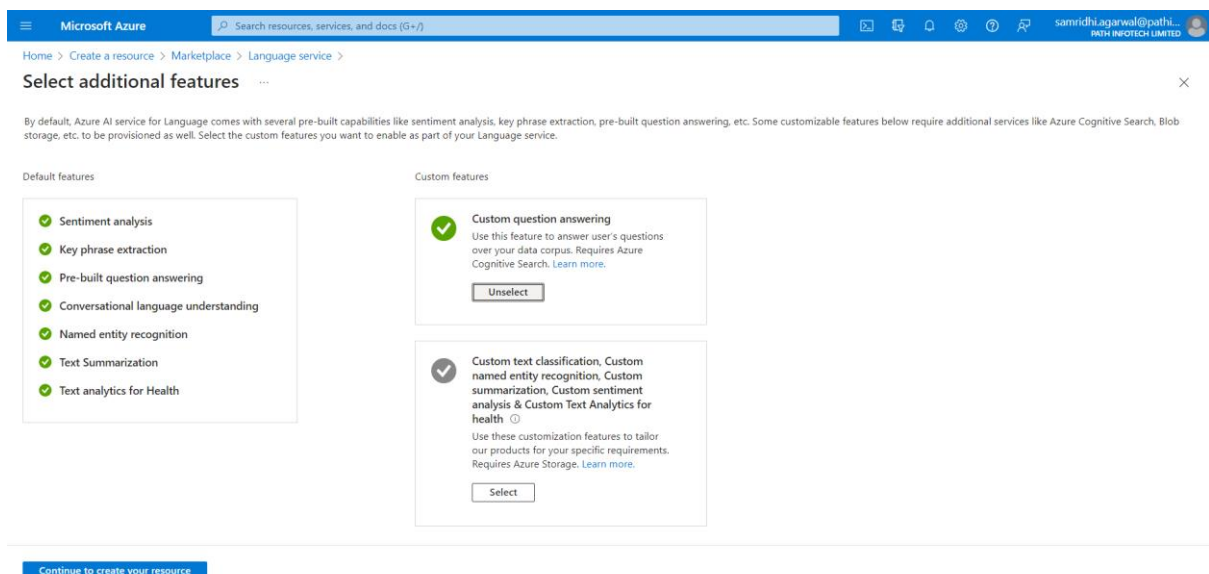 Microsoft Azure
Search resources, services, and docs (G+/)
samridhi.agarwal@pathi...
PATH INFOTECH LIMITED
Home > Create a resource > Marketplace > Language service >
Select additional features ...
By default, Azure AI service for Language comes with several pre-built capabilities like sentiment analysis, key phrase extraction, pre-built question answering, etc. Some customizable features below require additional services like Azure Cognitive Search, Blob
storage, etc. to be provisioned as well. Select the custom features you want to enable as part of your Language service.
Default features
Sentiment analysis
Key phrase extraction
Pre-built question answering
Conversational language understanding
Named entity recognition
Text Summarization
Text analytics for Health
Custom features
Custom question answering
Use this feature to answer user's questions
over your data corpus. Requires Azure
Cognitive Search. Learn more.
Unselect
Custom text classification, Custom
named entity recognition, Custom
summarization, Custom sentiment
analysis & Custom Text Analytics for
health
Use these customization features to tailor
our products for your specific requirements.
Requires Azure Storage. Learn more.
Select
Continue to create your resource